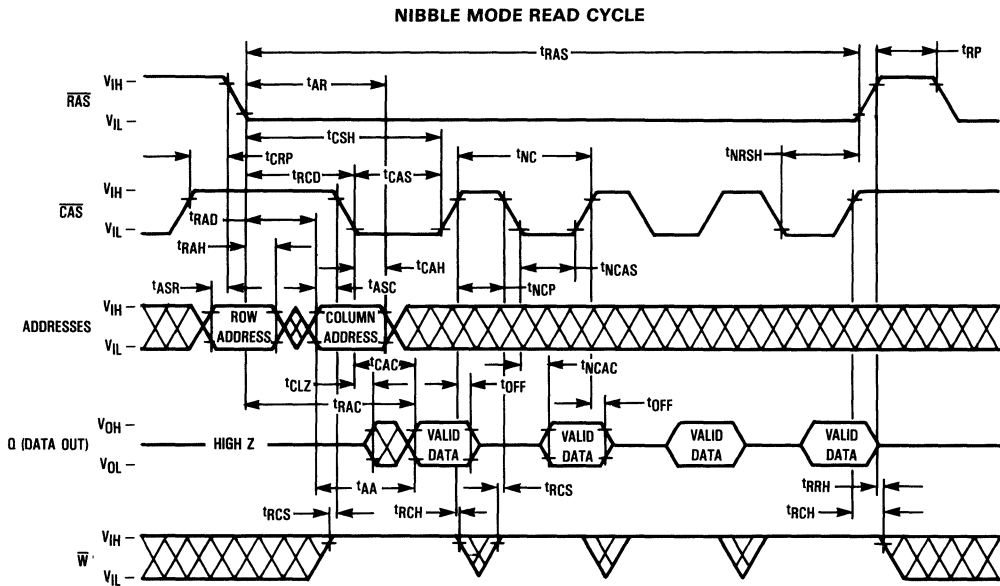 NIBBLE MODE READ CYCLE
tRAS
tRP
VIH
tAR
RAS
VIL
tCSH
tCRP
tNC
tNRSH
tRCD
tCAS
VIH
CAS
tRAD
VIL
tRAH
tCAH
tNCAS
tASR
tASC
tNCP
VIH
ADDRESSES
ROW ADDRESS
COLUMN ADDRESS
VIL
tCAC
tNCAC
tCLZ
tOFF
tRAC
tOFF
VOH
Q (DATA OUT)
HIGH Z
VALID DATA
VALID DATA
VALID DATA
VALID DATA
VOL
tAA
tRCS
tRRH
tRCS
tRCH
tRCH
VIH
W
VIL